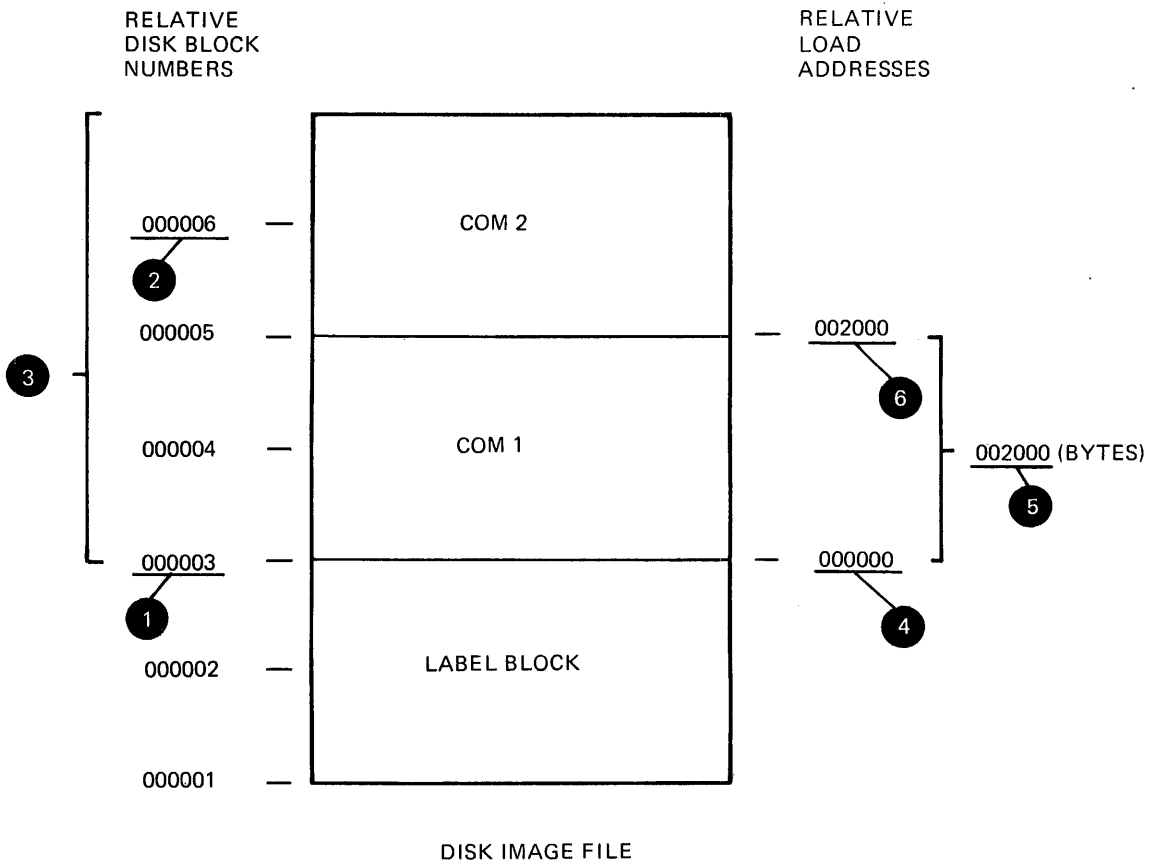 RELATIVE
DISK BLOCK
NUMBERS
RELATIVE
LOAD
ADDRESSES
000006
COM 2
2
000005
002000
3
6
000004
COM 1
002000 (BYTES)
5
000003
000000
1
4
000002
LABEL BLOCK
000001
DISK IMAGE FILE